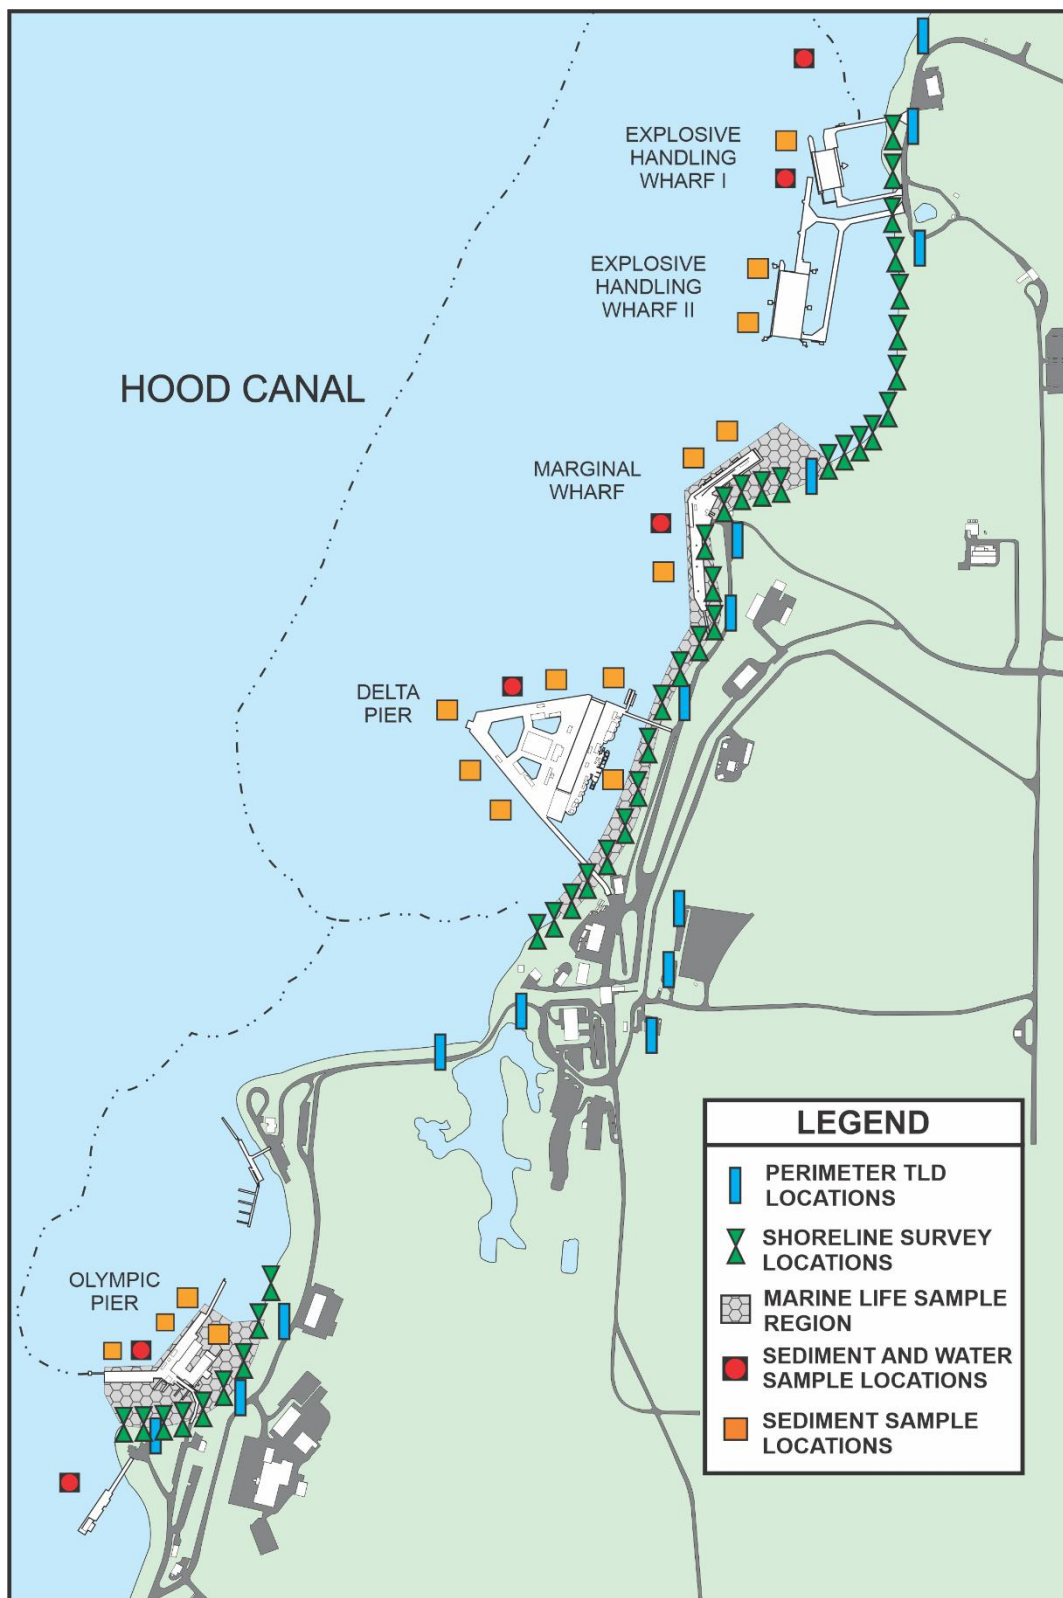 EXPLOSIVE
HANDLING
WHARF I
EXPLOSIVE
HANDLING
WHARF II
HOOD CANAL
MARGINAL
WHARF
DELTA
PIER
OLYMPIC
PIER
LEGEND
PERIMETER TLD
LOCATIONS
SHORELINE SURVEY
LOCATIONS
MARINE LIFE SAMPLE
REGION
SEDIMENT AND WATER
SAMPLE LOCATIONS
SEDIMENT SAMPLE
LOCATIONS